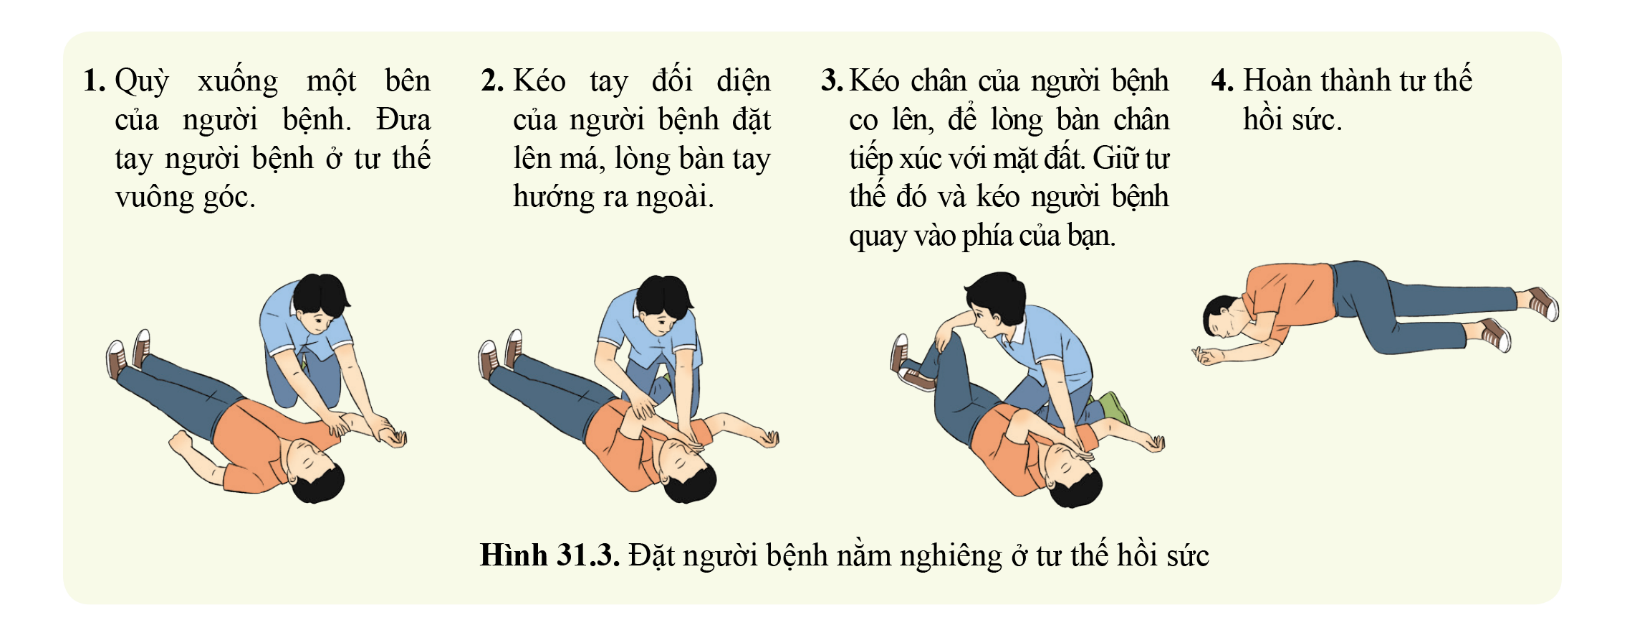 1. Quỳ xuống một bên
của người bệnh. Đưa
tay người bệnh ở tư thế
vuông góc.
2. Kéo tay đối diện
của người bệnh đặt
lên má, lòng bàn tay
hướng ra ngoài.
3. Kéo chân của người bệnh
co lên, để lòng bàn chân
tiếp xúc với mặt đất. Giữ tư
thế đó và kéo người bệnh
quay vào phía của bạn.
4. Hoàn thành tư thế
hồi sức.
Hình 31.3. Đặt người bệnh nằm nghiêng ở tư thế hồi sức